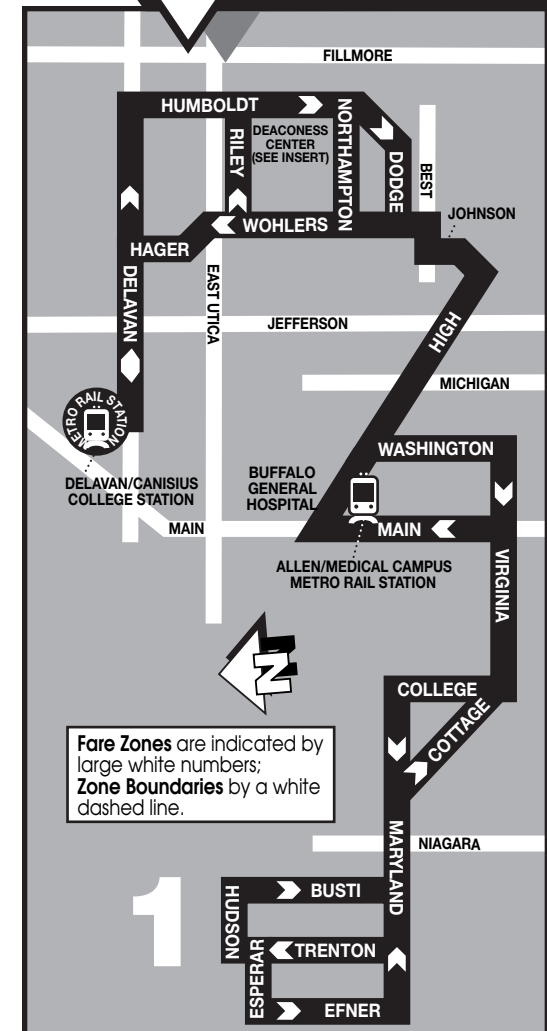 FILLMORE
HUMBOLDT
NORTHAMPTON
RILEY
DEACONESS
CENTER
(SEE INSERT)
DODGE
BEST
JOHNSON
WOHLERS
HAGER
DELAVAN
EAST UTICA
JEFFERSON
HIGH
MICHIGAN
METRO RAIL STATION
WASHINGTON
DELAVAN/CANISIUS
COLLEGE STATION
BUFFALO
GENERAL
HOSPITAL
MAIN
MAIN
ALLEN/MEDICAL CAMPUS
METRO RAIL STATION
VIRGINIA
N
COLLEGE
COTTAGE
Fare Zones are indicated by
large white numbers;
Zone Boundaries by a white
dashed line.
MARYLAND
NIAGARA
1
HUDSON
BUSTI
TRENTON
ESPERAR
EFNER